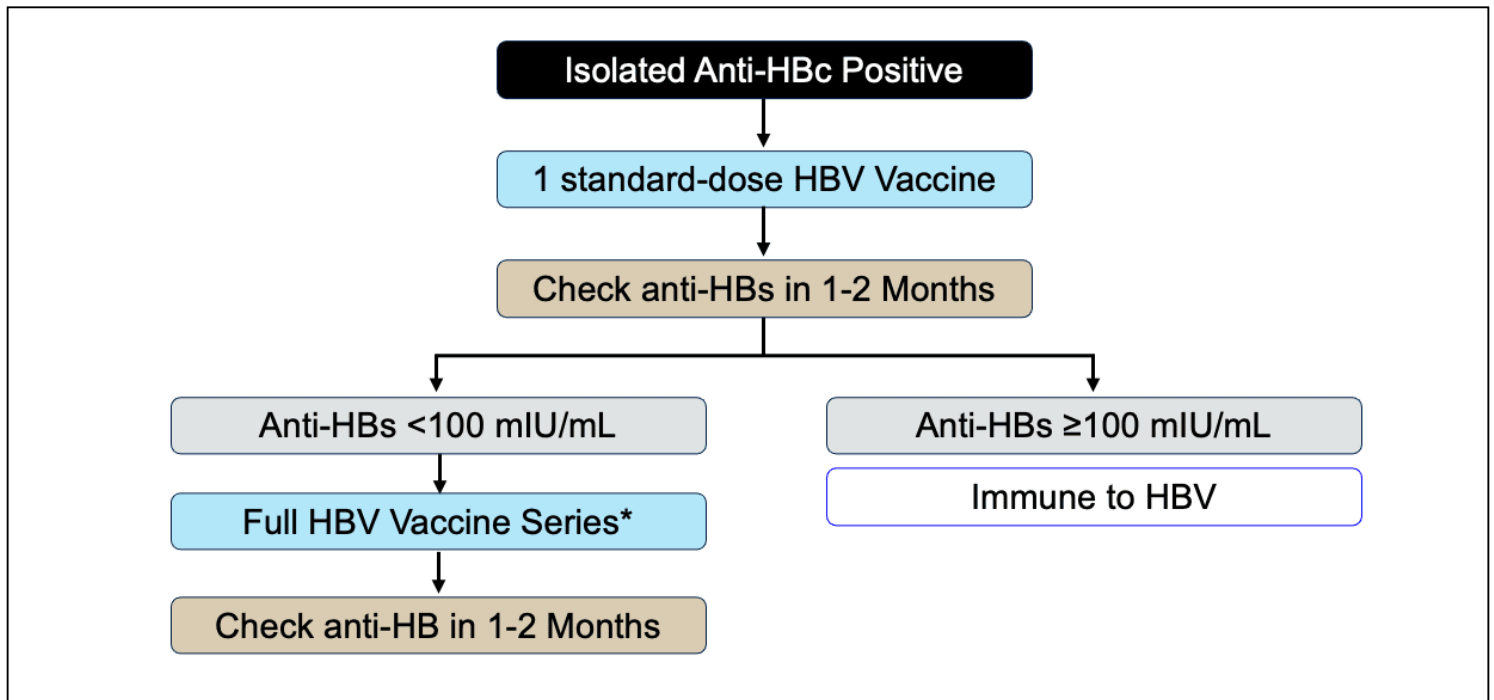 Isolated Anti-HBc Positive
1 standard-dose HBV Vaccine
Check anti-HBs in 1-2 Months
Anti-HBs <100 mIU/mL
Anti-HBs ≥100 mIU/mL
Full HBV Vaccine Series*
Immune to HBV
Check anti-HB in 1-2 Months